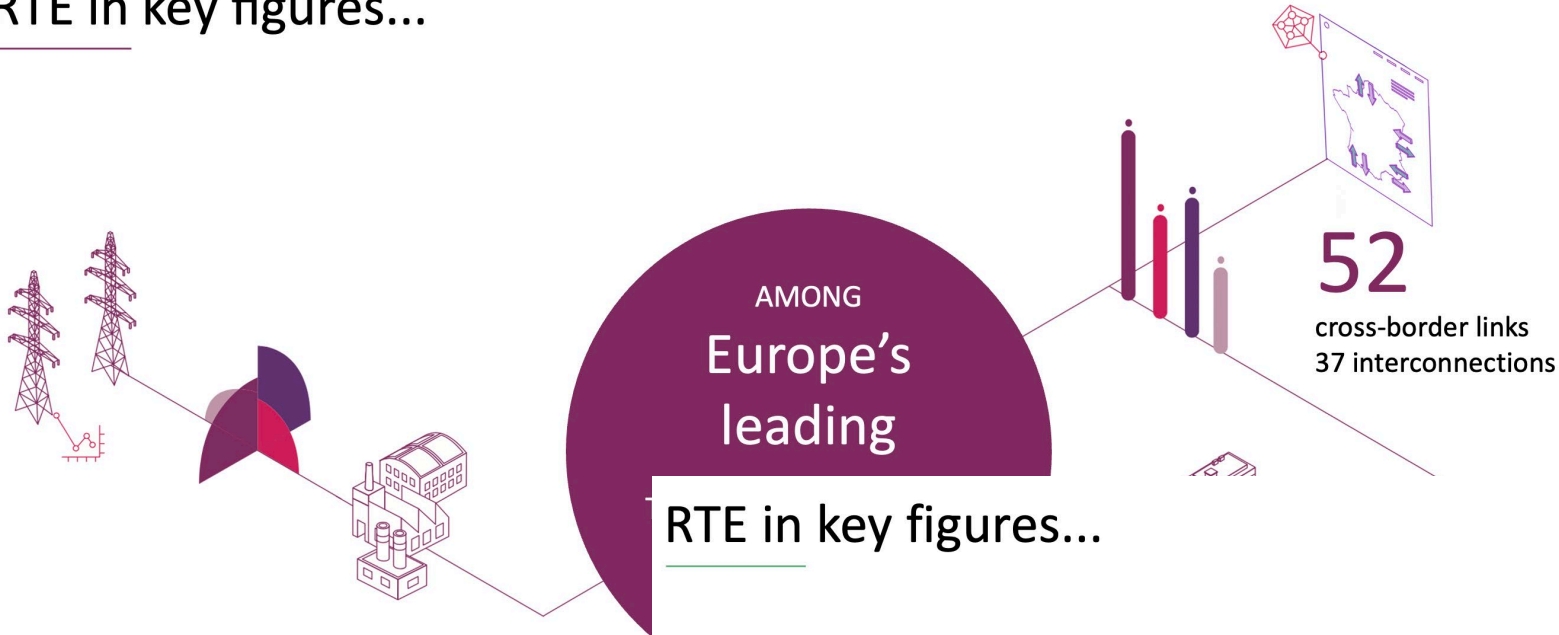 RTE in key figures...
52
cross-border links
37 interconnections
AMONG
Europe's
leading
RTE in key figures...